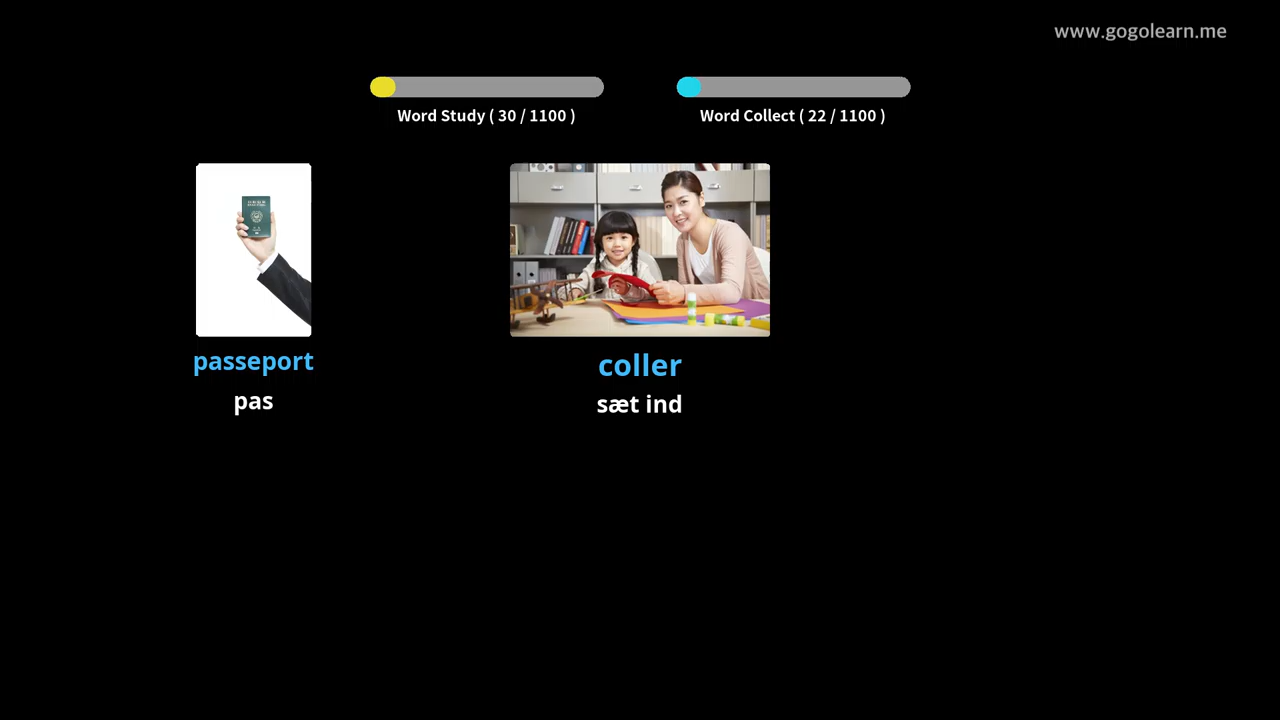 www.gogolearn.me
Word Study ( 30 / 1100 )
Word Collect ( 22 / 1100 )
passeport
pas
coller
sæt ind